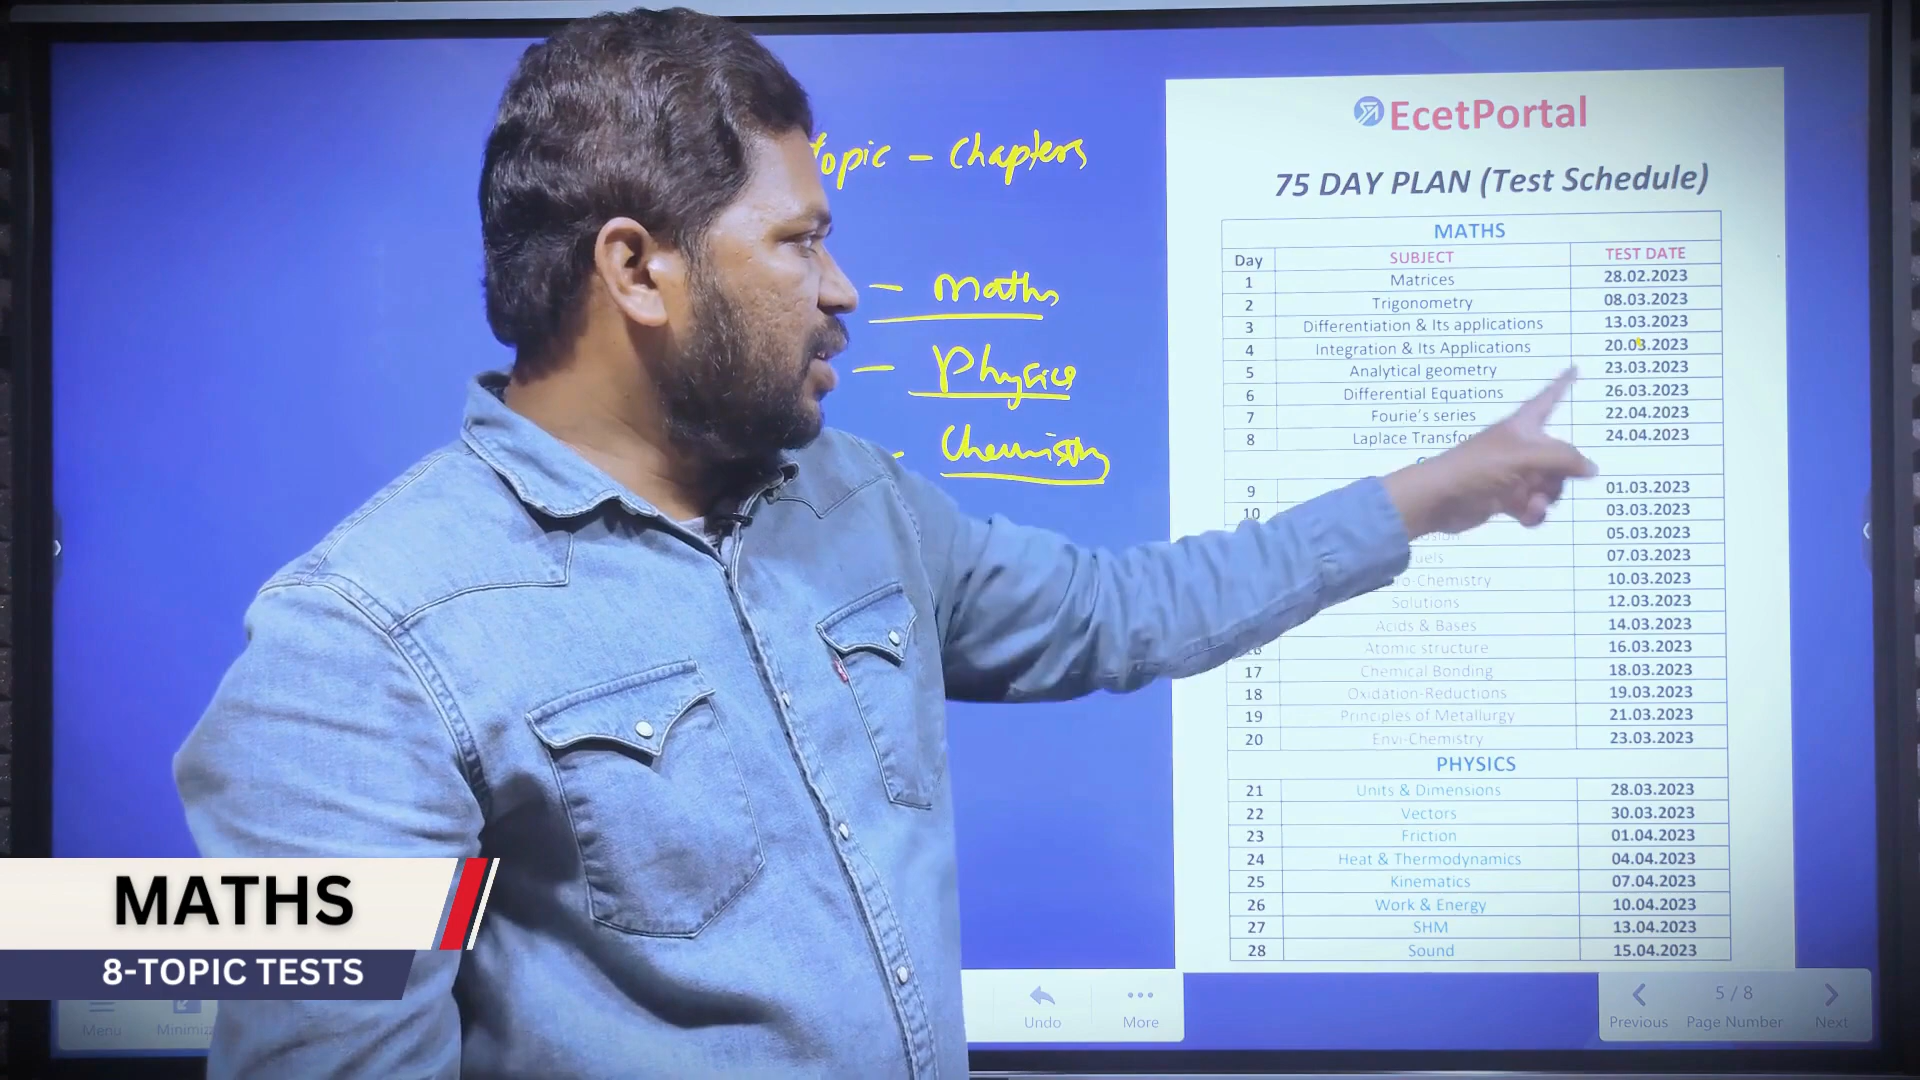 Topic - Chapters
- Maths
- Physics
- Chemistry
EcetPortal
75 DAY PLAN (Test Schedule)
MATHS
Day SUBJECT TEST DATE
1 Matrices 28.02.2023
2 Trigonometry 08.03.2023
3 Differentiation & Its applications 13.03.2023
4 Integration & Its Applications 20.03.2023
5 Analytical geometry 23.03.2023
6 Differential Equations 26.03.2023
7 Fourie's series 22.04.2023
8 Laplace 24.04.2023
9 01.03.2023
10 03.03.2023
05.03.2023
07.03.2023
Chemistry 10.03.2023
Solutions 12.03.2023
Acids & Bases 14.03.2023
Atomic structure 16.03.2023
17 Chemical Bonding 18.03.2023
18 Oxidation-Reductions 19.03.2023
19 Principles of Metallurgy 21.03.2023
20 Envi-Chemistry 23.03.2023
PHYSICS
21 Units & Dimensions 28.03.2023
22 Vectors 30.03.2023
23 Friction 01.04.2023
24 Heat & Thermodynamics 04.04.2023
25 Kinematics 07.04.2023
26 Work & Energy 10.04.2023
27 SHM 13.04.2023
28 Sound 15.04.2023
MATHS
8-TOPIC TESTS
Menu
Undo
More
Previous
5 / 8
Page Number
Next